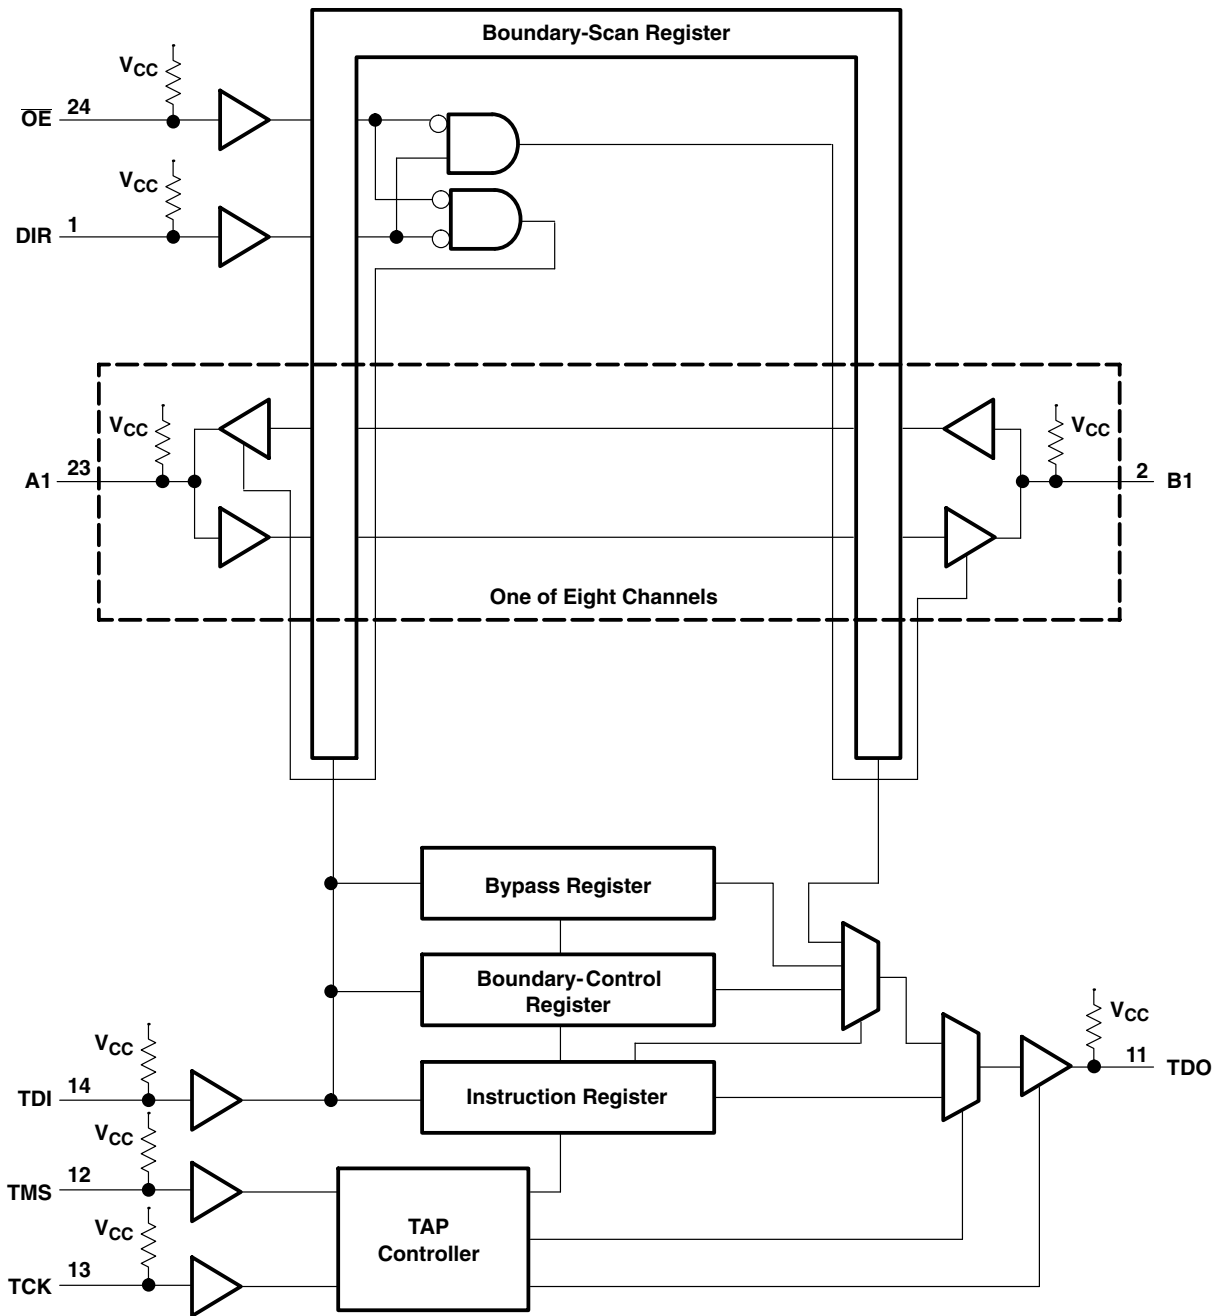 Boundary-Scan Register
VCC
OE 24
VCC
DIR 1
VCC
A1 23
VCC
2 B1
One of Eight Channels
Bypass Register
Boundary-Control
Register
VCC
TDI 14
Instruction Register
VCC
11 TDO
VCC
TMS 12
TAP
Controller
VCC
TCK 13